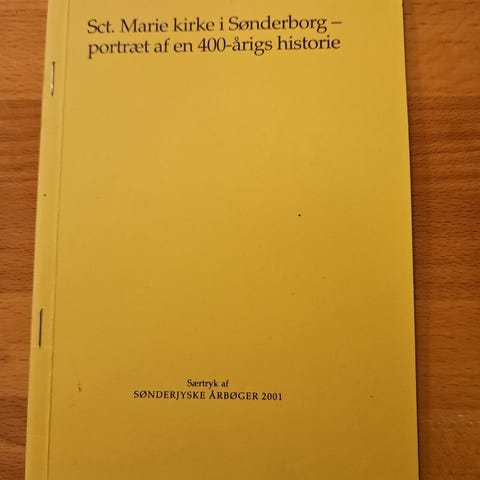 Sct. Marie kirke i Sønderborg –
portræt af en 400-årigs historie
Særtryk af
SØNDERJYSKE ÅRBØGER 2001